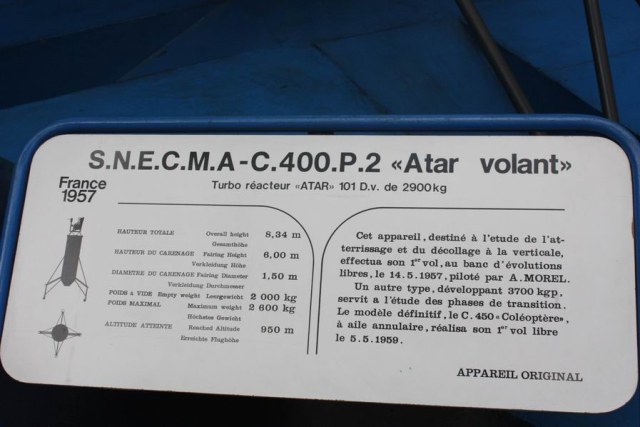 S.N.E.C.M.A-C.400.P.2 «Atar volant»
Turbo réacteur «ATAR» 101 D.v. de 2900kg
France
1957
HAUTEUR TOTALE Overall height 8,34 m
Gesamthöhe
HAUTEUR DU CARENAGE Fairing Height 6,00 m
Verkleidung Höhe
DIAMETRE DU CARENAGE Fairing Diameter 1,50 m
Verkleidung Durchmesser
POIDS A VIDE Empty weight Leergewicht 2 000 kg
POIDS MAXIMAL Maximum weight 2 600 kg
Höchstes Gewicht
ALTITUDE ATTEINTE Reached Altitude 950 m
Erreichte Flughöhe
Cet appareil, destiné à l'etude de l'at-
terrissage et du décollage à la verticale,
effectua son 1er vol, au banc d'évolutions
libres, le 14.5.1957, piloté par A.MOREL.
Un autre type, développant 3700 kgp,
servit a l'étude des phases de transition.
Le modèle définitif, le C.450 «Coléoptère»,
à aile annulaire, réalisa son 1er vol libre
le 5.5.1959.
APPAREIL ORIGINAL